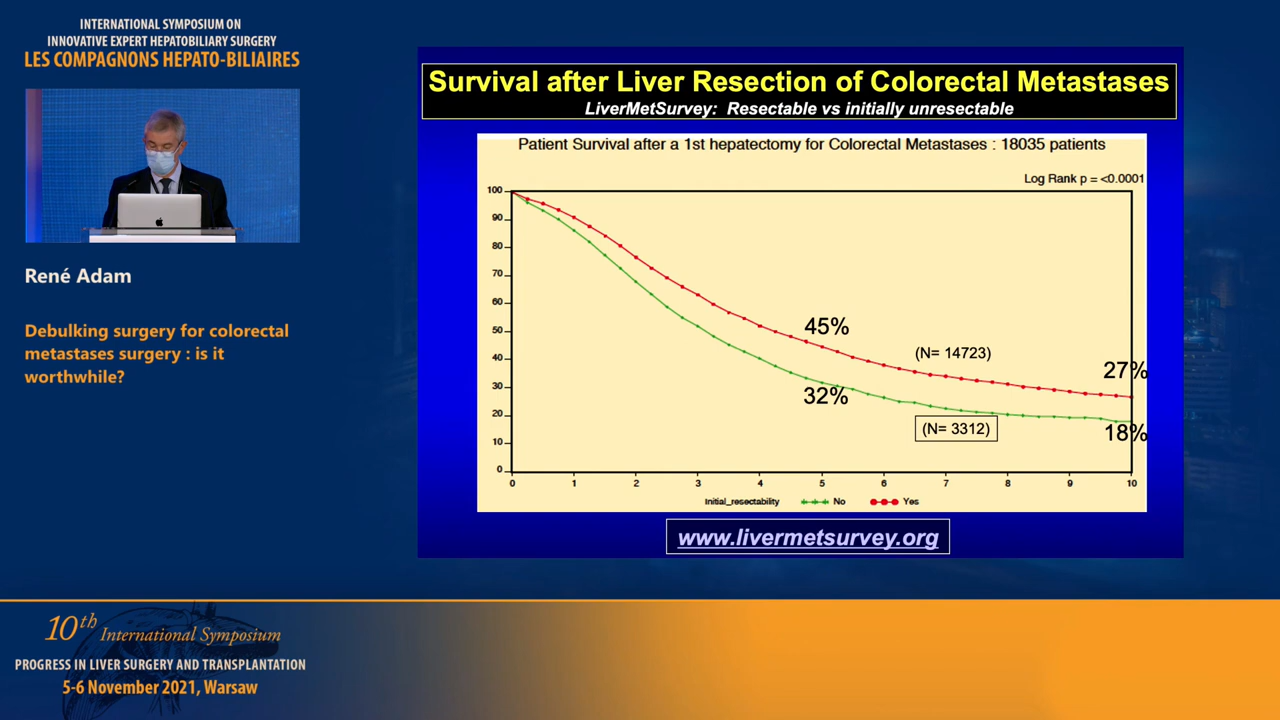 INTERNATIONAL SYMPOSIUM ON
INNOVATIVE EXPERT HEPATOBILIARY SURGERY
LES COMPAGNONS HEPATO-BILIAIRES
René Adam
Debulking surgery for colorectal
metastases surgery : is it
worthwhile?
Survival after Liver Resection of Colorectal Metastases
LiverMetSurvey: Resectable vs initially unresectable
Patient Survival after a 1st hepatectomy for Colorectal Metastases : 18035 patients
Log Rank p = <0.0001
100
90
80
70
60
50
40
30
20
10
0
45%
(N= 14723)
27%
32%
(N= 3312)
18%
0 1 2 3 4 5 6 7 8 9 10
Initial_resectability No Yes
www.livermetsurvey.org
10th International Symposium
PROGRESS IN LIVER SURGERY AND TRANSPLANTATION
5-6 November 2021, Warsaw